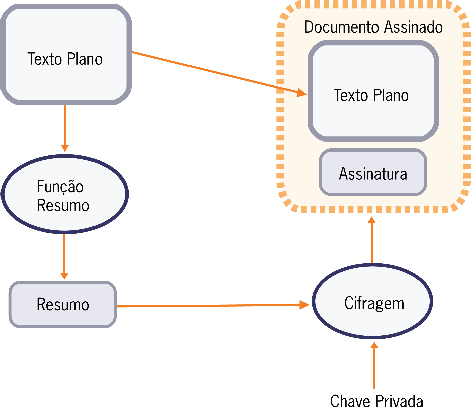 Documento Assinado
Texto Plano
Texto Plano
Assinatura
Função
Resumo
Resumo
Cifragem
Chave Privada